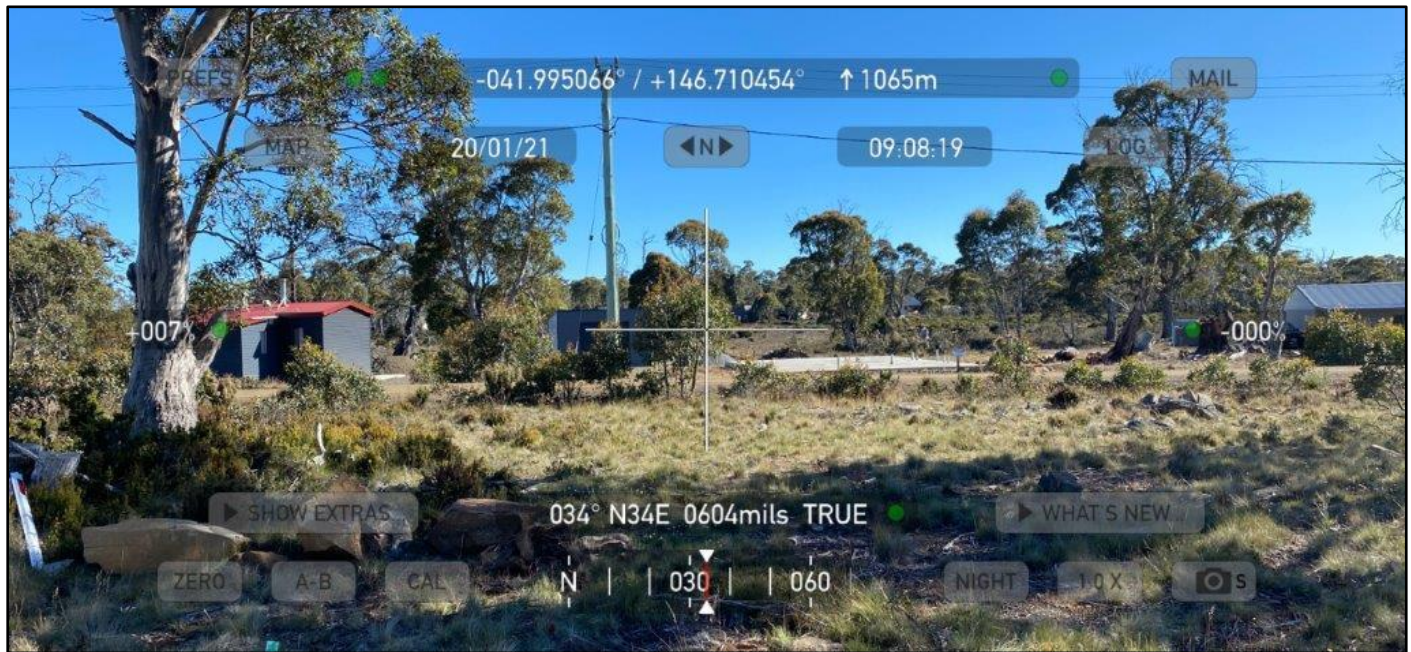 PREFS -041.995066° / +146.710454° ↑ 1065m MAIL
MAP 20/01/21 ◀N▶ 09:08:19 LOG
+007% -000%
▶ SHOW EXTRAS 034° N34E 0604mils TRUE ▶ WHAT'S NEW...
ZERO A-B CAL N 030 060 NIGHT 1.0 X S